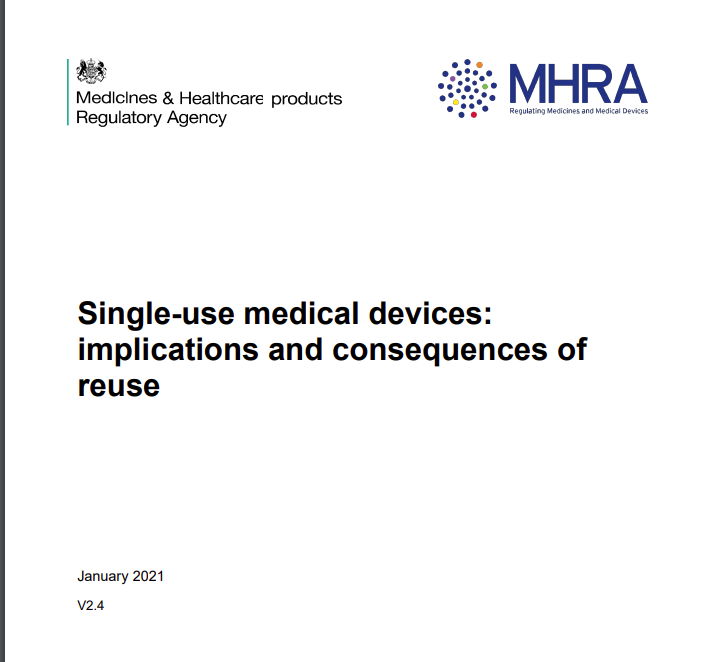 Medicines & Healthcare products
Regulatory Agency
MHRA
Regulating Medicines and Medical Devices
Single-use medical devices:
implications and consequences of
reuse
January 2021
V2.4